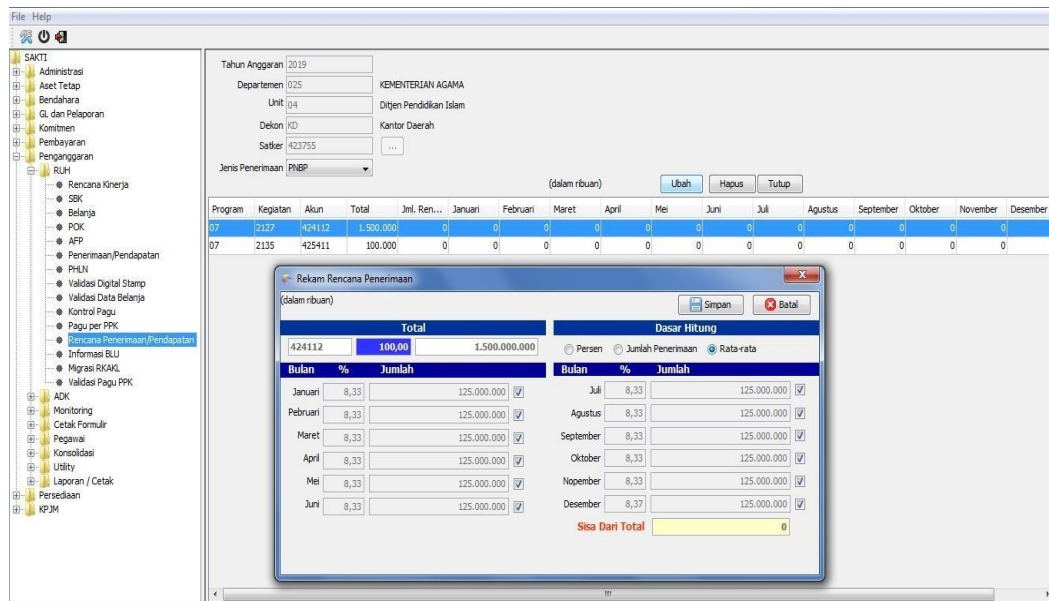 File Help
SAKTI
Administrasi
Aset Tetap
Bendahara
GL dan Pelaporan
Komitmen
Pembayaran
Penganggaran
RUH
Rencana Kinerja
SBK
Belanja
POK
AFP
Penerimaan/Pendapatan
PHLN
Validasi Digital Stamp
Validasi Data Belanja
Kontrol Pagu
Pagu per PPK
Rencana Penerimaan/Pendapatan
Informasi BLU
Migrasi RKAKL
Validasi Pagu PPK
ADK
Monitoring
Cetak Formulir
Pegawai
Konsolidasi
Utility
Laporan / Cetak
Persediaan
KPJM
Tahun Anggaran 2019
Departemen 025 KEMENTERIAN AGAMA
Unit 04 Ditjen Pendidikan Islam
Dekon KD Kantor Daerah
Satker 423755 ...
Jenis Penerimaan PNBP
(dalam ribuan) Ubah Hapus Tutup
Program Kegiatan Akun Total Jml. Ren... Januari Februari Maret April Mei Juni Juli Agustus September Oktober November Desember
07 2127 424112 1.500.000 0 0 0 0 0 0 0 0 0 0 0 0
07 2135 425411 100.000 0 0 0 0 0 0 0 0 0 0 0 0
Rekam Rencana Penerimaan x
(dalam ribuan) Simpan Batal
Total Dasar Hitung
424112 100,00 1.500.000.000 Persen Jumlah Penerimaan Rata-rata
Bulan % Jumlah Bulan % Jumlah
Januari 8,33 125.000.000 Juli 8,33 125.000.000
Pebruari 8,33 125.000.000 Agustus 8,33 125.000.000
Maret 8,33 125.000.000 September 8,33 125.000.000
April 8,33 125.000.000 Oktober 8,33 125.000.000
Mei 8,33 125.000.000 Nopember 8,33 125.000.000
Juni 8,33 125.000.000 Desember 8,37 125.000.000
Sisa Dari Total 0